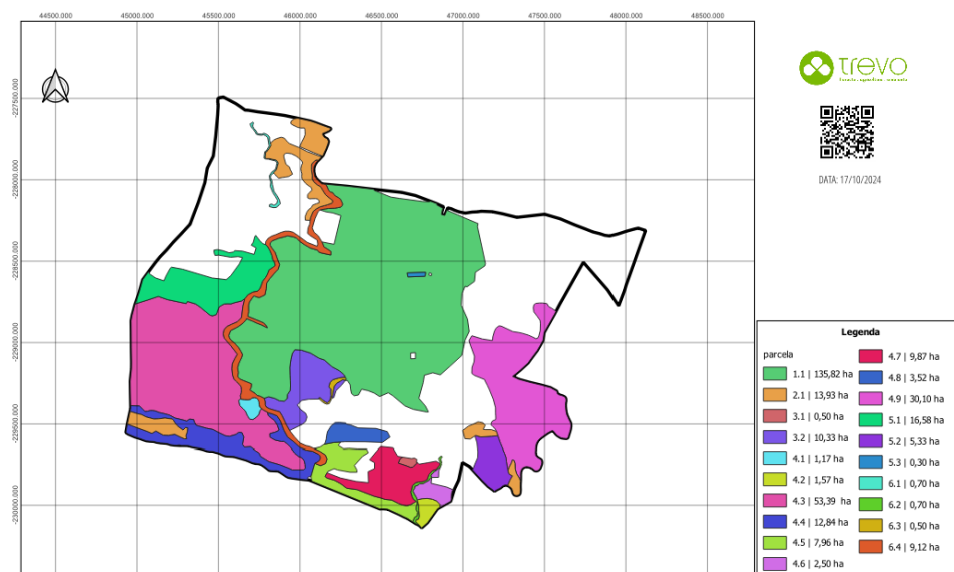 44500.000 45000.000 45500.000 46000.000 46500.000 47000.000 47500.000 48000.000 48500.000
-227500.000
-228000.000
-228500.000
-229000.000
-229500.000
-230000.000
trevo
DATA: 17/10/2024
Legenda
parcela
1.1 | 135,82 ha
2.1 | 13,93 ha
3.1 | 0,50 ha
3.2 | 10,33 ha
4.1 | 1,17 ha
4.2 | 1,57 ha
4.3 | 53,39 ha
4.4 | 12,84 ha
4.5 | 7,96 ha
4.6 | 2,50 ha
4.7 | 9,87 ha
4.8 | 3,52 ha
4.9 | 30,10 ha
5.1 | 16,58 ha
5.2 | 5,33 ha
5.3 | 0,30 ha
6.1 | 0,70 ha
6.2 | 0,70 ha
6.3 | 0,50 ha
6.4 | 9,12 ha